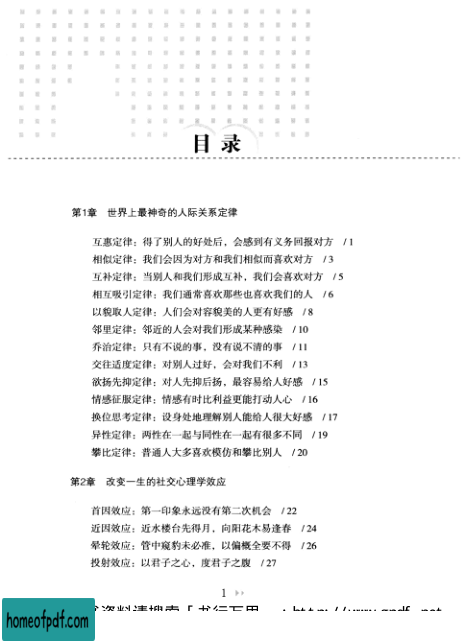 目录
第1章 世界上最神奇的人际关系定律
互惠定律：得了别人的好处后，会感到有义务回报对方 / 1
相似定律：我们会因为对方和我们相似而喜欢对方 / 3
互补定律：当别人和我们形成互补，我们会喜欢对方 / 5
相互吸引定律：我们通常喜欢那些也喜欢我们的人 / 6
以貌取人定律：人们会对容貌美的人更有好感 / 8
邻里定律：邻近的人会对我们形成某种感染 / 10
乔治定律：只有不说的事，没有说不清的事 / 11
交往适度定律：对别人过好，会对我们不利 / 13
欲扬先抑定律：对人先抑后扬，最容易给人好感 / 15
情感征服定律：情感有时比利益更能打动人心 / 16
换位思考定律：设身处地理解别人能给人很大好感 / 17
异性定律：两性在一起与同性在一起有很多不同 / 19
攀比定律：普通人大多喜欢模仿和攀比别人 / 20
第2章 改变一生的社交心理学效应
首因效应：第一印象永远没有第二次机会 / 22
近因效应：近水楼台先得月，向阳花木易逢春 / 24
晕轮效应：管中窥豹未必准，以偏概全要不得 / 26
投射效应：以君子之心，度君子之腹 / 27
1
homeofpdf.com